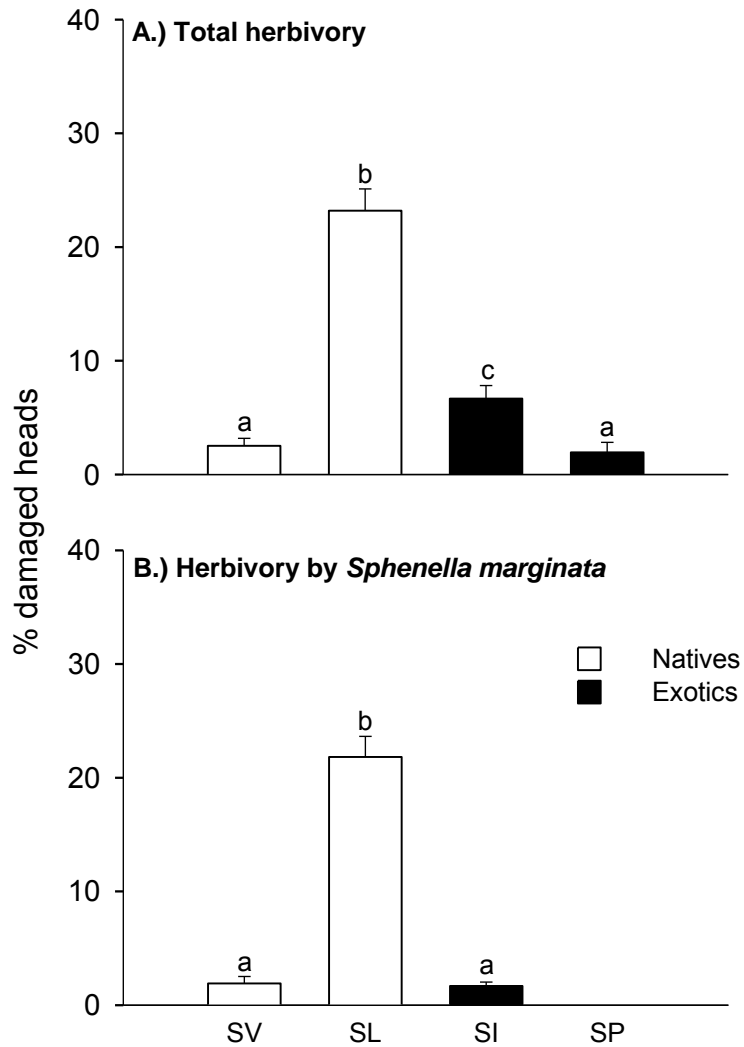 A.) Total herbivory
40
30
20
10
0
a
b
c
a
% damaged heads
B.) Herbivory by Sphenella marginata
40
30
20
10
0
a
b
a
Natives
Exotics
SV SL SI SP